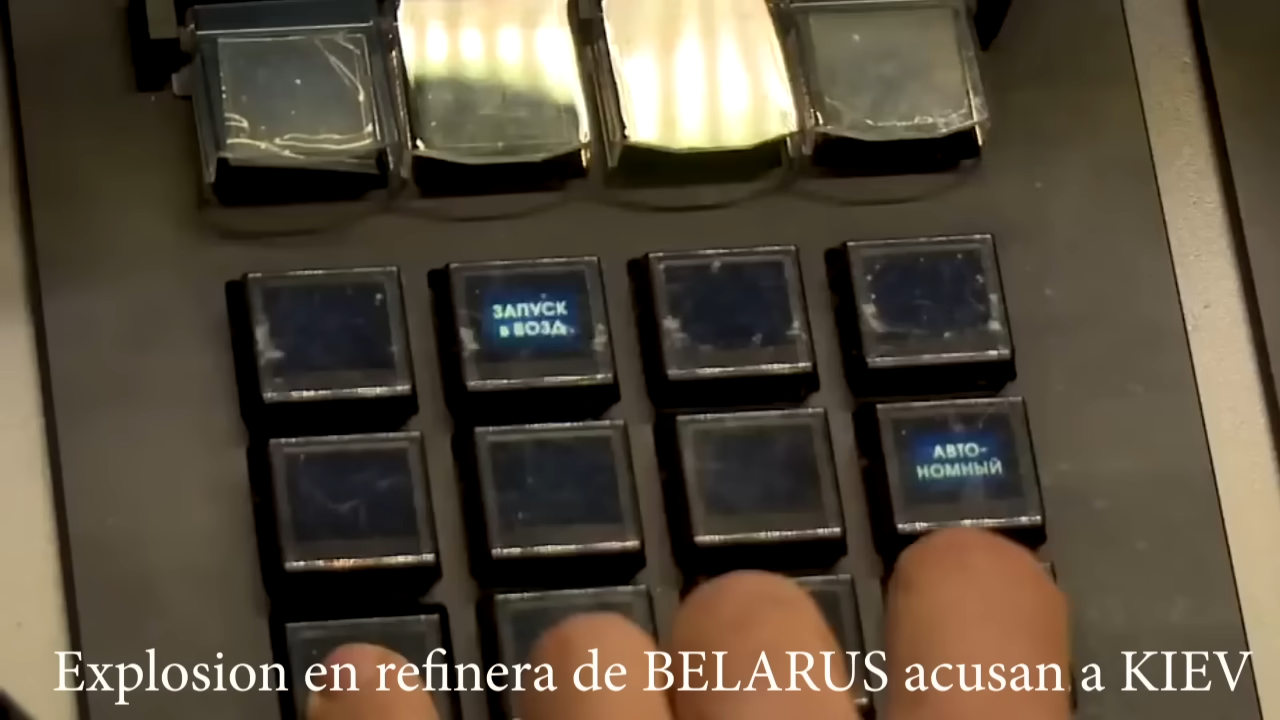 ЗАПУСК
в ВОЗД.
АВТО-
НОМНЫЙ
Explosion en refinera de BELARUS acusan a KIEV